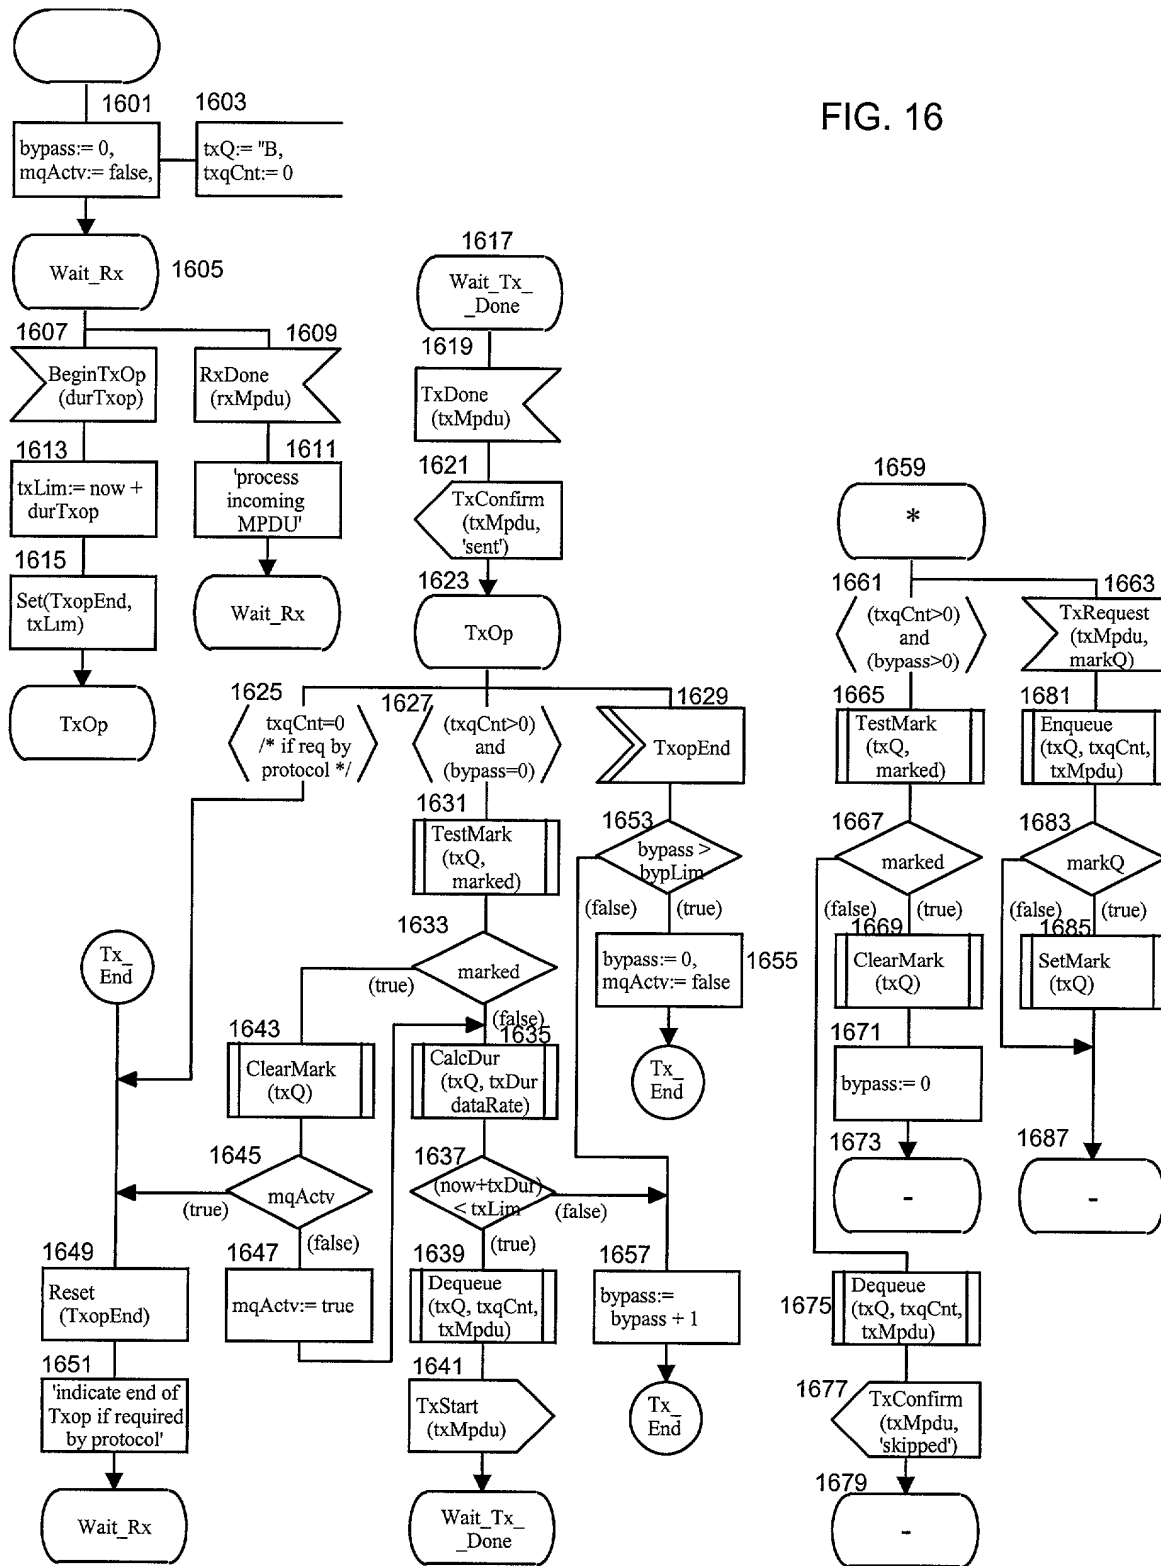 FIG. 16
1601
bypass:= 0,
mqActv:= false,
1603
txQ:= "B,
txqCnt:= 0
Wait_Rx
1605
1607
BeginTxOp
(durTxop)
1609
RxDone
(rxMpdu)
1613
txLim:= now +
durTxop
1611
'process
incoming
MPDU'
1615
Set(TxopEnd,
txLim)
Wait_Rx
TxOp
1617
Wait_Tx_
_Done
1619
TxDone
(txMpdu)
1621
TxConfirm
(txMpdu,
'sent')
1623
TxOp
1625
txqCnt=0
/* if req by
protocol */
1627
(txqCnt>0)
and
(bypass=0)
1629
TxopEnd
1631
TestMark
(txQ,
marked)
1653
bypass >
bypLim
(false)
(true)
1633
marked
(true)
(false)
bypass:= 0,
mqActv:= false
1655
Tx_
End
Tx_
End
1643
ClearMark
(txQ)
1635
CalcDur
(txQ, txDur
dataRate)
1645
mqActv
(true)
(false)
1637
(now+txDur)
< txLim
(false)
(true)
1649
Reset
(TxopEnd)
1647
mqActv:= true
1639
Dequeue
(txQ, txqCnt,
txMpdu)
1657
bypass:=
bypass + 1
1651
'indicate end of
Txop if required
by protocol'
1641
TxStart
(txMpdu)
Tx_
End
Wait_Rx
Wait_Tx_
_Done
1659
*
1661
(txqCnt>0)
and
(bypass>0)
1663
TxRequest
(txMpdu,
markQ)
1665
TestMark
(txQ,
marked)
1681
Enqueue
(txQ, txqCnt,
txMpdu)
1667
marked
(false)
(true)
1683
markQ
(false)
(true)
1669
ClearMark
(txQ)
1685
SetMark
(txQ)
1671
bypass:= 0
1673
-
1687
-
1675
Dequeue
(txQ, txqCnt,
txMpdu)
1677
TxConfirm
(txMpdu,
'skipped')
1679
-